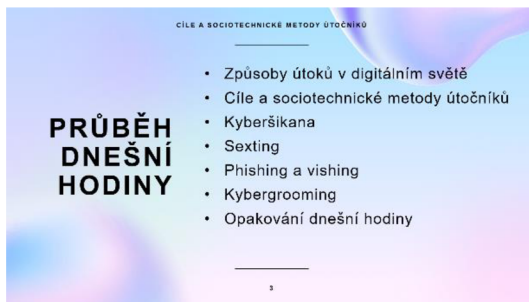 CÍLE A SOCIOTECHNICKÉ METODY ÚTOČNÍKŮ
PRŮBĚH
DNEŠNÍ
HODINY
• Způsoby útoků v digitálním světě
• Cíle a sociotechnické metody útočníků
• Kyberšikana
• Sexting
• Phishing a vishing
• Kybergrooming
• Opakování dnešní hodiny
3